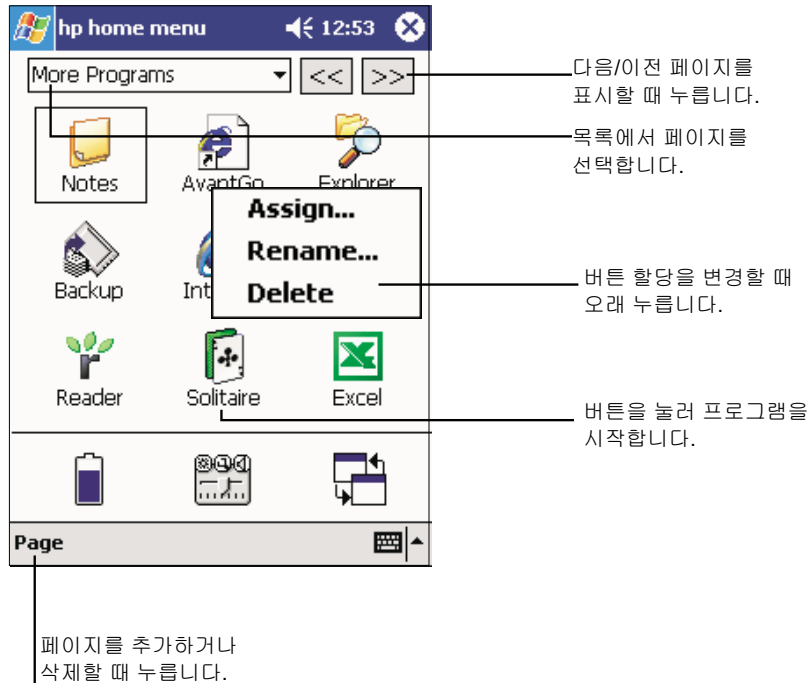 hp home menu 12:53
More Programs << >>
다음/이전 페이지를
표시할 때 누릅니다.
목록에서 페이지를
선택합니다.
Notes AvantGo Explorer
Assign...
Rename...
Delete
버튼 할당을 변경할 때
오래 누릅니다.
Backup Int
Reader Solitaire Excel
버튼을 눌러 프로그램을
시작합니다.
Page
페이지를 추가하거나
삭제할 때 누릅니다.